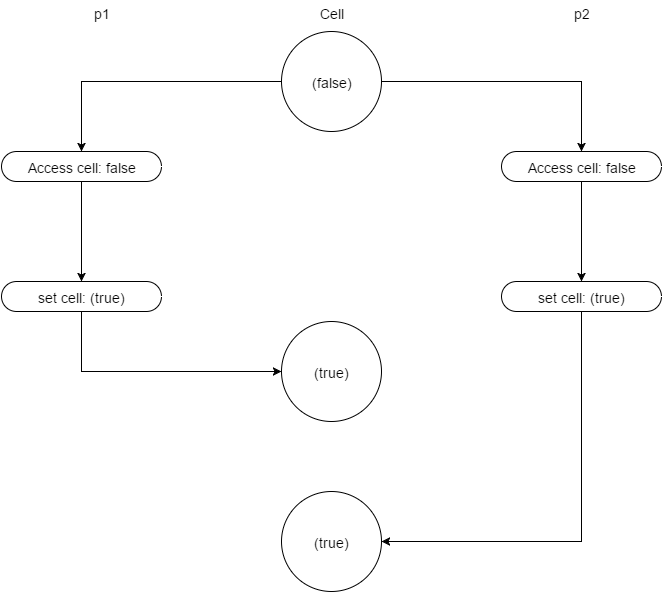 p1
Cell
p2
(false)
Access cell: false
Access cell: false
set cell: (true)
set cell: (true)
(true)
(true)